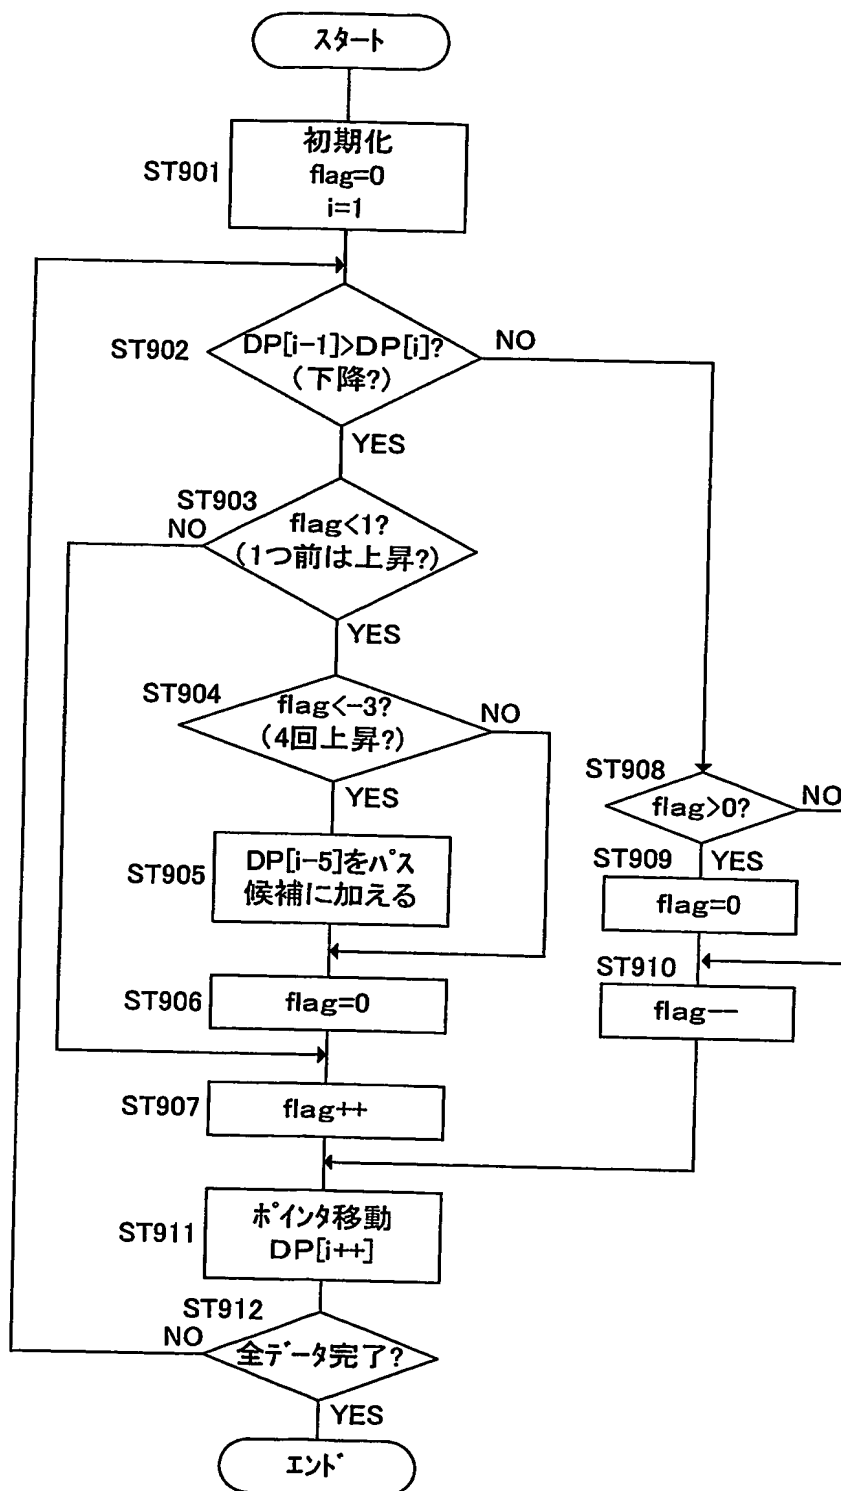 スタート
ST901
初期化
flag=0
i=1
ST902
DP[i-1]>DP[i]?
(下降?)
NO
YES
ST903
NO
flag<1?
(1つ前は上昇?)
YES
ST904
flag<-3?
(4回上昇?)
NO
YES
ST905
DP[i-5]をパス
候補に加える
ST906
flag=0
ST907
flag++
ST908
flag>0?
NO
ST909
YES
flag=0
ST910
flag--
ST911
ポインタ移動
DP[i++]
ST912
NO
全データ完了?
YES
エンド